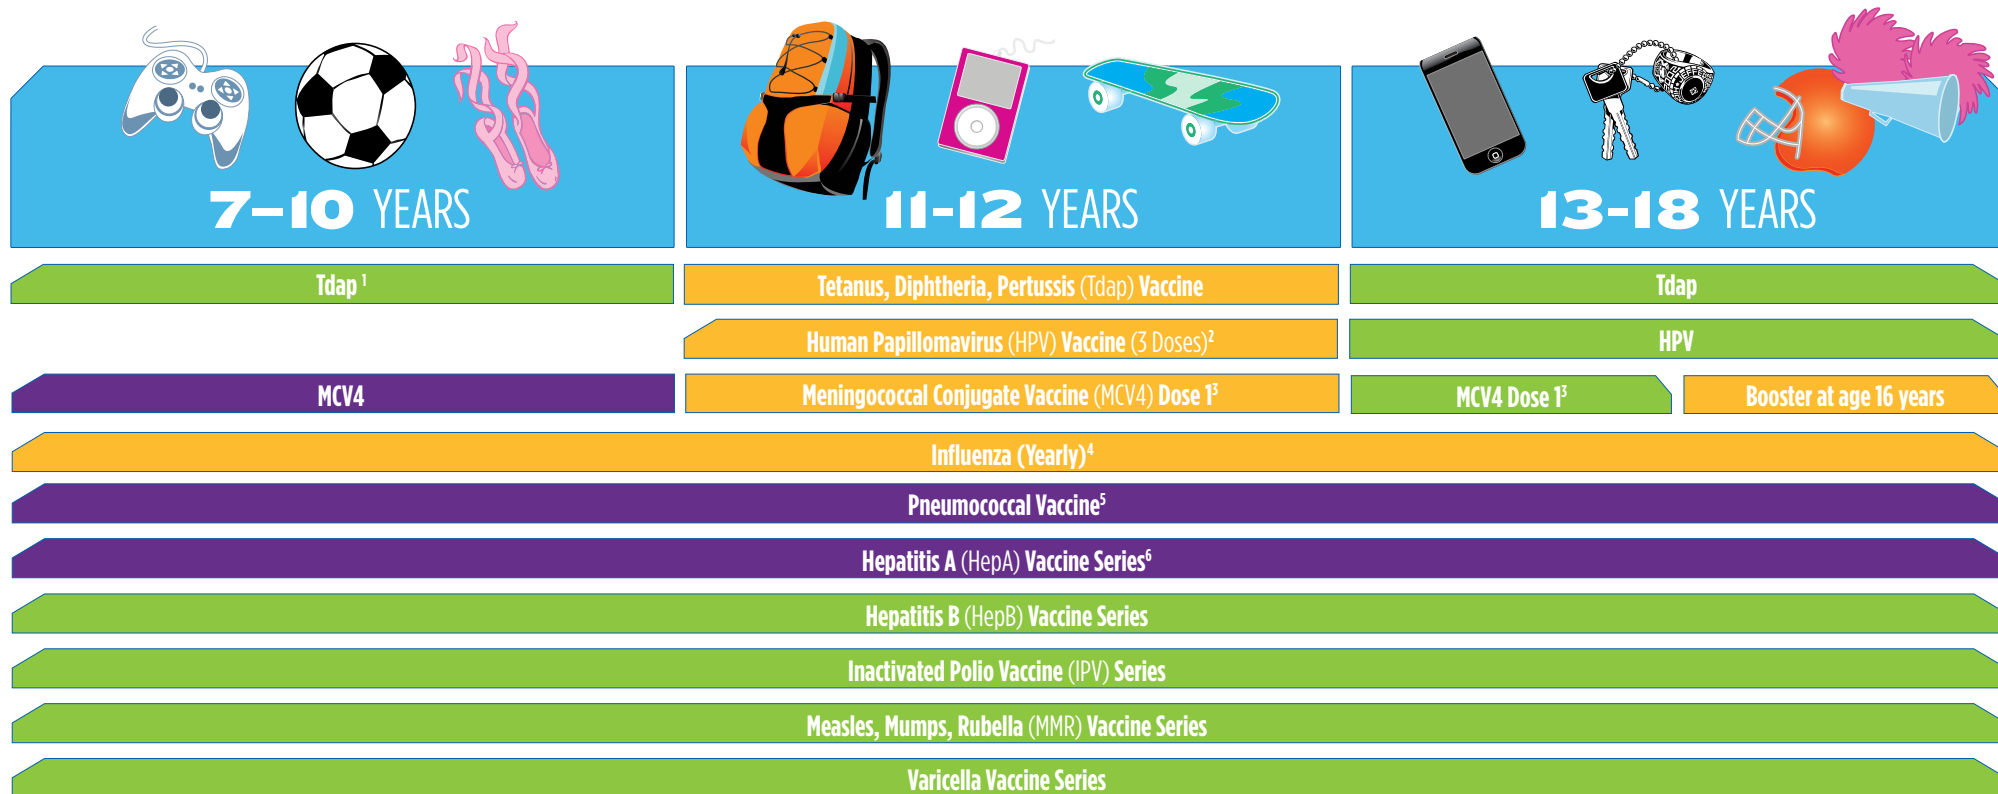 7–10 YEARS
11-12 YEARS
13-18 YEARS
Tdap 1
Tetanus, Diphtheria, Pertussis (Tdap) Vaccine
Tdap
Human Papillomavirus (HPV) Vaccine (3 Doses)2
HPV
MCV4
Meningococcal Conjugate Vaccine (MCV4) Dose 13
MCV4 Dose 13
Booster at age 16 years
Influenza (Yearly)4
Pneumococcal Vaccine5
Hepatitis A (HepA) Vaccine Series6
Hepatitis B (HepB) Vaccine Series
Inactivated Polio Vaccine (IPV) Series
Measles, Mumps, Rubella (MMR) Vaccine Series
Varicella Vaccine Series